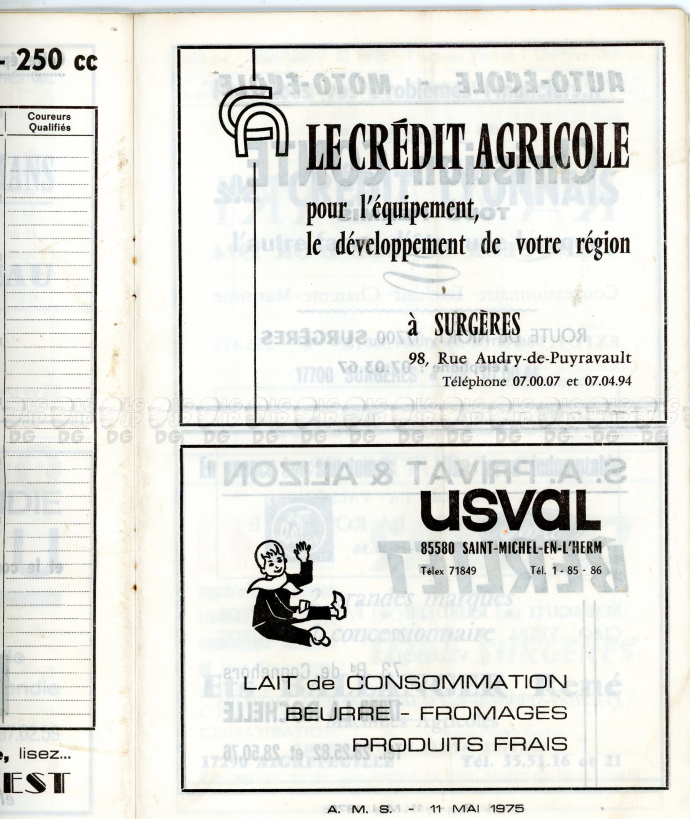 - 250 cc
Coureurs
Qualifiés
lisez...
EST
CA
LE CRÉDIT AGRICOLE
pour l'équipement,
le développement de votre région
à SURGÈRES
98, Rue Audry-de-Puyravault
Téléphone 07.00.07 et 07.04.94
usval
85580 SAINT-MICHEL-EN-L'HERM
Télex 71849 Tél. 1 - 85 - 86
LAIT de CONSOMMATION
BEURRE - FROMAGES
PRODUITS FRAIS
A. M. S. - 11 MAI 1975